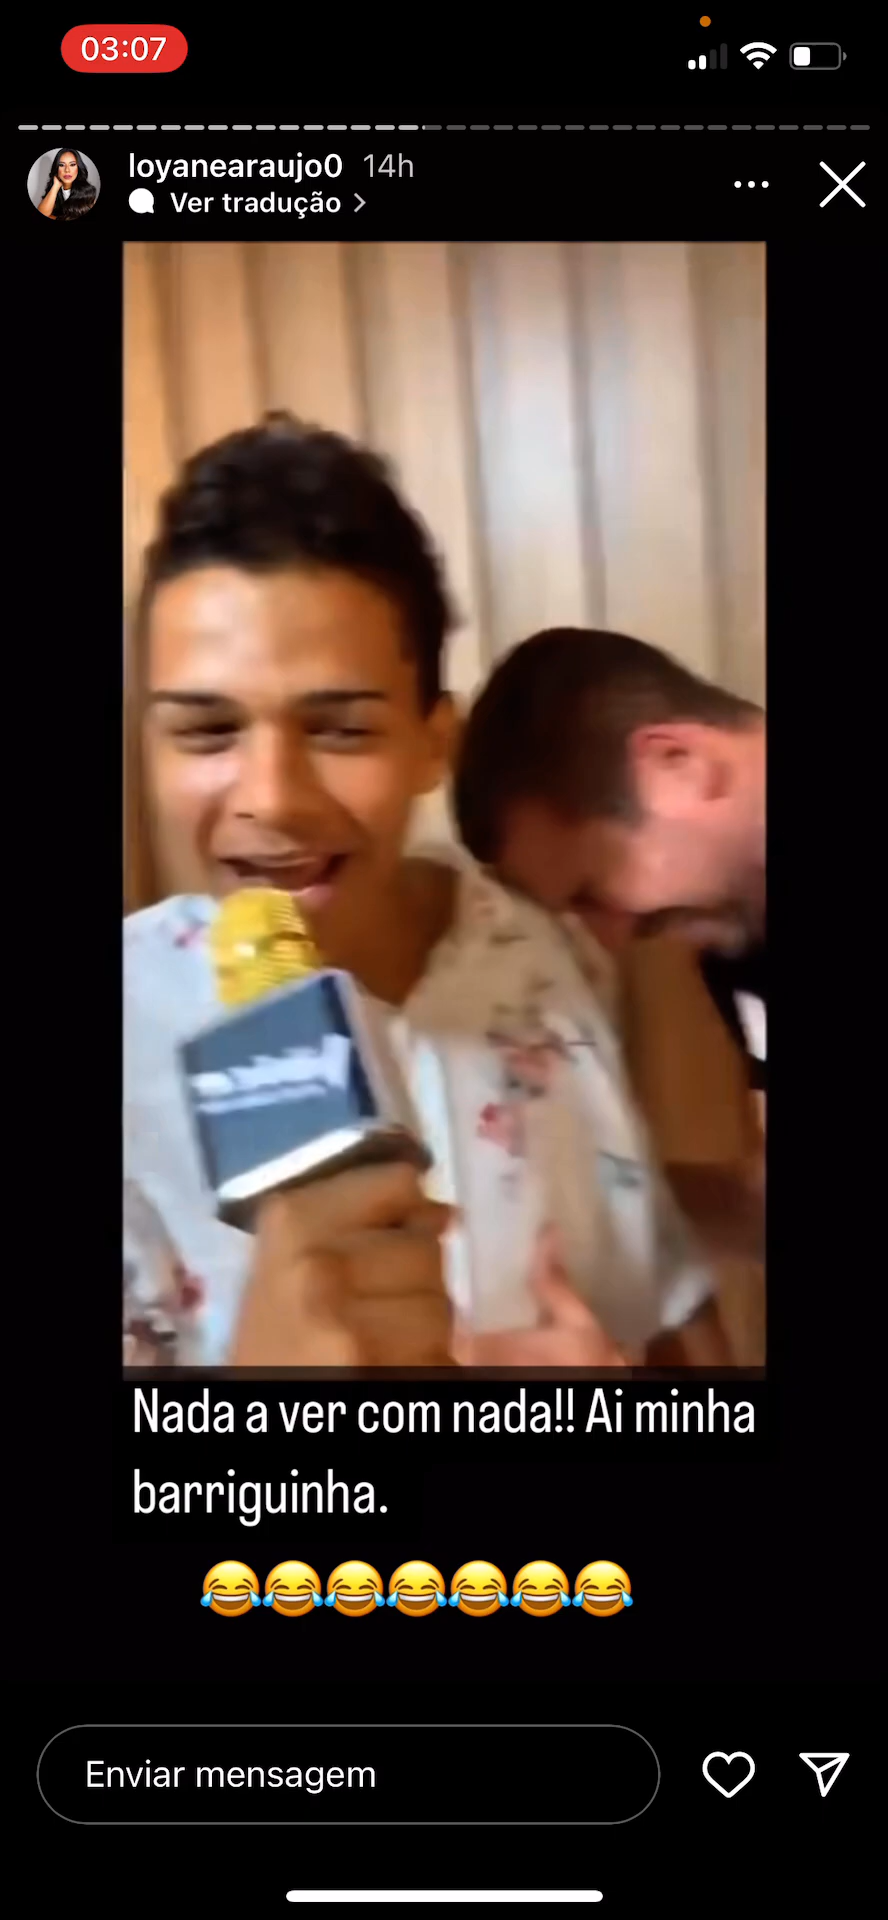 03:07
loyanearaujo0 14h
Ver tradução >
Nada a ver com nada!! Ai minha
barriguinha.
😂😂😂😂😂😂😂
Enviar mensagem